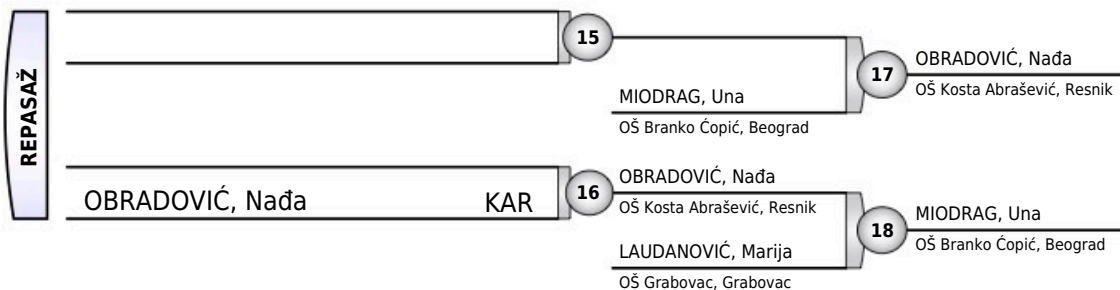 REPASAŽ
15
MIODRAG, Una
OŠ Branko Ćopić, Beograd
17
OBRADOVIĆ, Nađa
OŠ Kosta Abrašević, Resnik
OBRADOVIĆ, Nađa KAR
16
OBRADOVIĆ, Nađa
OŠ Kosta Abrašević, Resnik
LAUDANOVIĆ, Marija
OŠ Grabovac, Grabovac
18
MIODRAG, Una
OŠ Branko Ćopić, Beograd